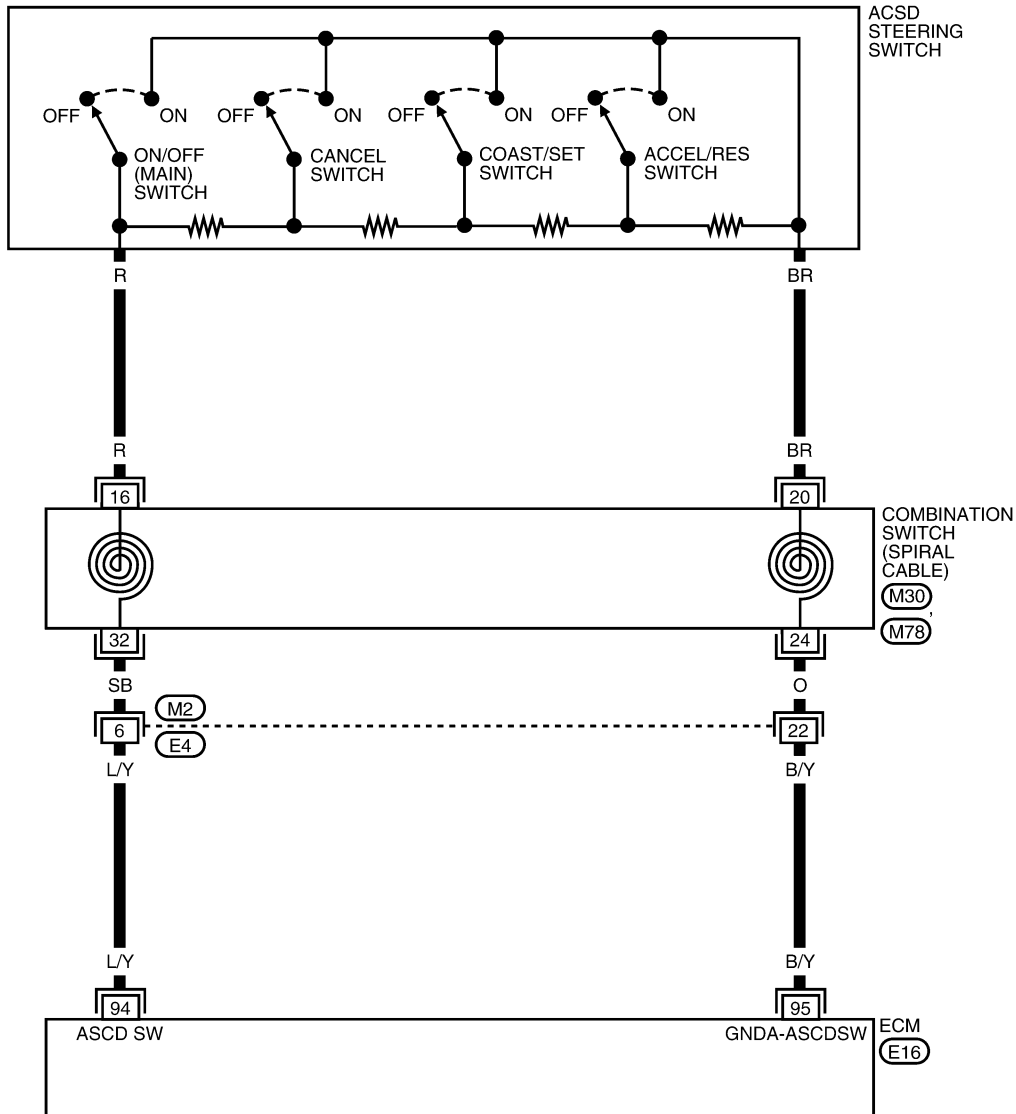 ACSD
STEERING
SWITCH
OFF
ON
OFF
ON
OFF
ON
OFF
ON
ON/OFF
(MAIN)
SWITCH
CANCEL
SWITCH
COAST/SET
SWITCH
ACCEL/RES
SWITCH
R
BR
R
BR
16
20
COMBINATION
SWITCH
(SPIRAL
CABLE)
M30
,
M78
32
24
SB
O
M2
6
22
E4
L/Y
B/Y
L/Y
B/Y
94
95
ASCD SW
GNDA-ASCDSW
ECM
E16